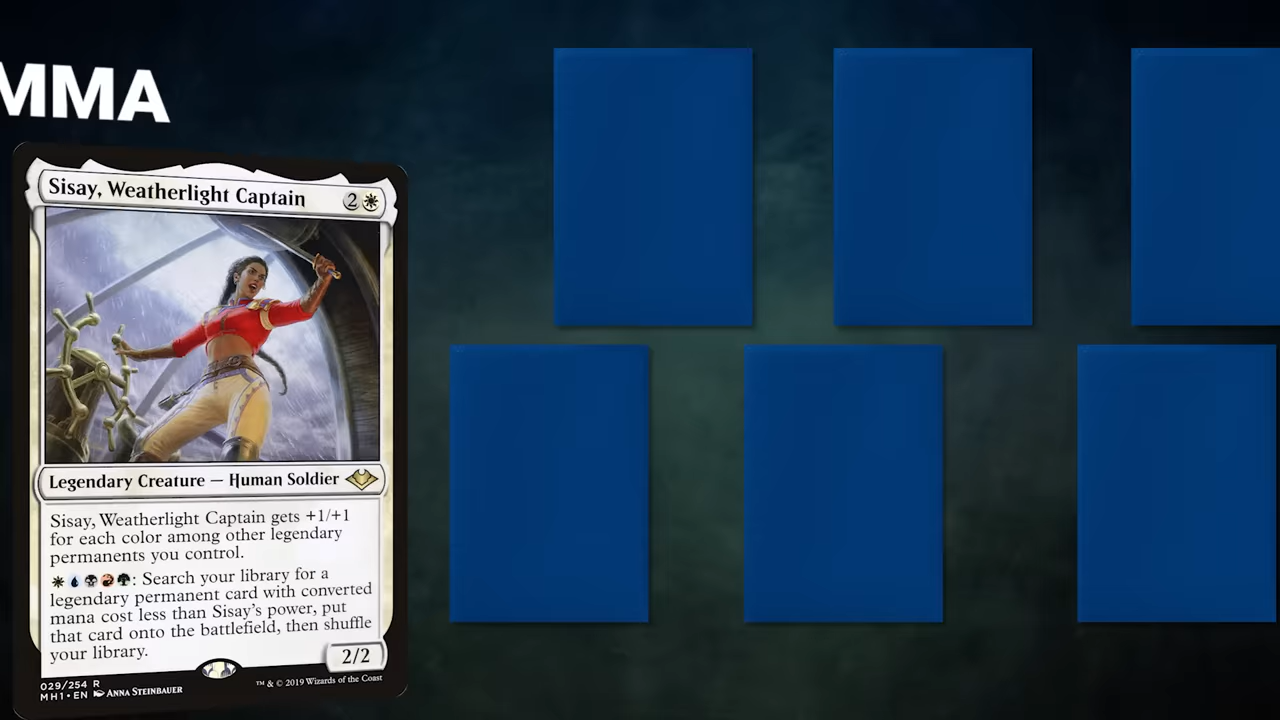 MMA
Sisay, Weatherlight Captain 2
Legendary Creature — Human Soldier
Sisay, Weatherlight Captain gets +1/+1
for each color among other legendary
permanents you control.
: Search your library for a
legendary permanent card with converted
mana cost less than Sisay's power, put
that card onto the battlefield, then shuffle
your library.
2/2
029/254 R
MH1 • EN ANNA STEINBAUER
™ & © 2019 Wizards of the Coast